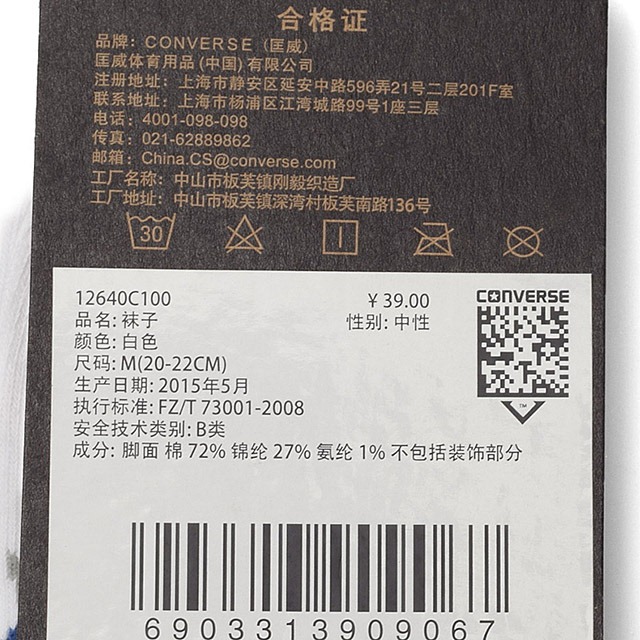 合格证
品牌: CONVERSE (匡威)
匡威体育用品(中国)有限公司
注册地址: 上海市静安区延安中路596弄21号二层201F室
联系地址: 上海市杨浦区江湾城路99号1座三层
电话: 4001-098-098
传真: 021-62889862
邮箱: China.CS@converse.com
工厂名称: 中山市板芙镇刚毅织造厂
工厂地址: 中山市板芙镇深湾村板芙南路136号
30
12640C100 ￥39.00
CONVERSE
品名: 袜子 性别: 中性
颜色: 白色
尺码: M(20-22CM)
生产日期: 2015年5月
执行标准: FZ/T 73001-2008
TM
安全技术类别: B类
成分: 脚面 棉 72% 锦纶 27% 氨纶 1% 不包括装饰部分
6903313909067